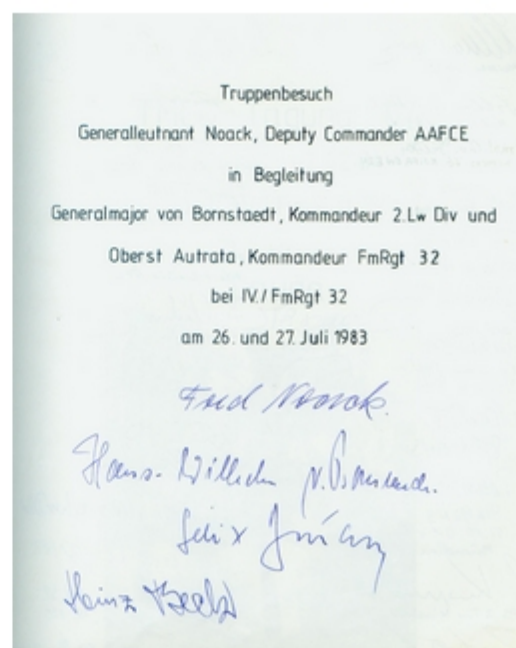 Truppenbesuch
Generalleutnant Noack, Deputy Commander AAFCE
in Begleitung
Generalmajor von Bornstaedt, Kommandeur 2.Lw Div und
Oberst Autrata, Kommandeur FmRgt 32
bei IV./FmRgt 32
am 26. und 27. Juli 1983
Fred Noack.
Hans-Wilhelm v.
Felix
Heinz